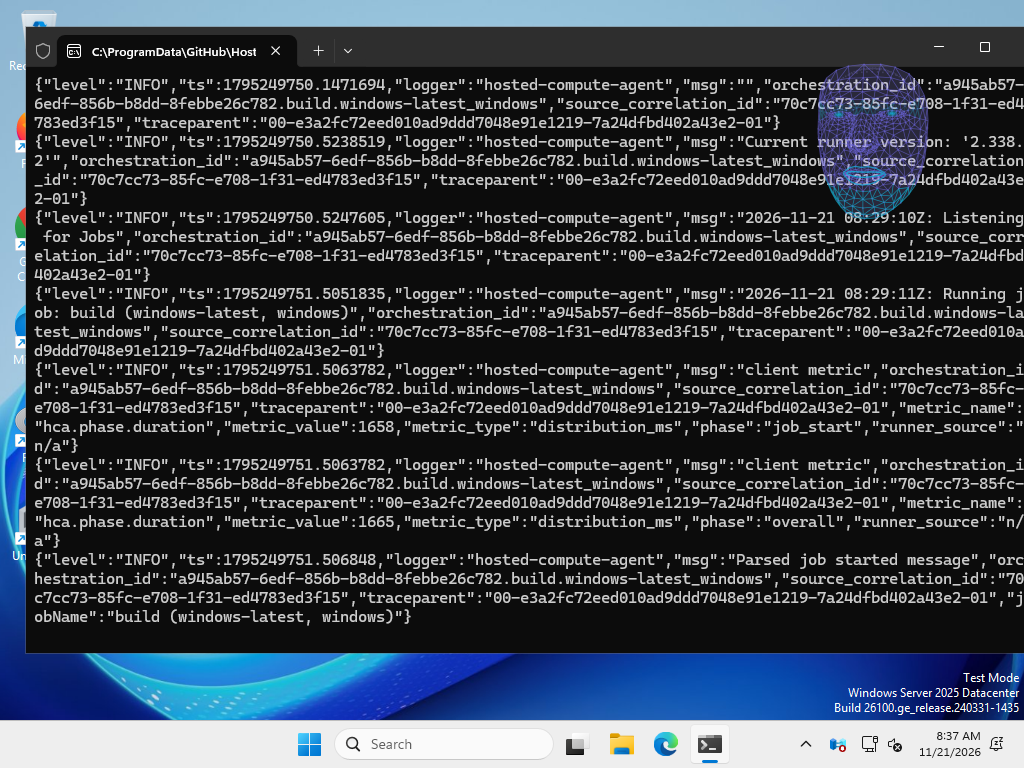 C:\ProgramData\GitHub\Host
{"level":"INFO","ts":1795249750.1471694,"logger":"hosted-compute-agent","msg":"","orchestration_id":"a945ab57-
6edf-856b-b8dd-8febbe26c782.build.windows-latest_windows","source_correlation_id":"70c7cc73-85fc-e708-1f31-ed4
783ed3f15","traceparent":"00-e3a2fc72eed010ad9ddd7048e91e1219-7a24dfbd402a43e2-01"}
{"level":"INFO","ts":1795249750.5238519,"logger":"hosted-compute-agent","msg":"Current runner version: '2.338.
2'","orchestration_id":"a945ab57-6edf-856b-b8dd-8febbe26c782.build.windows-latest_windows","source_correlation
_id":"70c7cc73-85fc-e708-1f31-ed4783ed3f15","traceparent":"00-e3a2fc72eed010ad9ddd7048e91e1219-7a24dfbd402a43e
2-01"}
{"level":"INFO","ts":1795249750.5247605,"logger":"hosted-compute-agent","msg":"2026-11-21 08:29:10Z: Listening
for Jobs","orchestration_id":"a945ab57-6edf-856b-b8dd-8febbe26c782.build.windows-latest_windows","source_corr
elation_id":"70c7cc73-85fc-e708-1f31-ed4783ed3f15","traceparent":"00-e3a2fc72eed010ad9ddd7048e91e1219-7a24dfbd
402a43e2-01"}
{"level":"INFO","ts":1795249751.5051835,"logger":"hosted-compute-agent","msg":"2026-11-21 08:29:11Z: Running j
ob: build (windows-latest, windows)","orchestration_id":"a945ab57-6edf-856b-b8dd-8febbe26c782.build.windows-la
test_windows","source_correlation_id":"70c7cc73-85fc-e708-1f31-ed4783ed3f15","traceparent":"00-e3a2fc72eed010a
d9ddd7048e91e1219-7a24dfbd402a43e2-01"}
{"level":"INFO","ts":1795249751.5063782,"logger":"hosted-compute-agent","msg":"client metric","orchestration_i
d":"a945ab57-6edf-856b-b8dd-8febbe26c782.build.windows-latest_windows","source_correlation_id":"70c7cc73-85fc-
e708-1f31-ed4783ed3f15","traceparent":"00-e3a2fc72eed010ad9ddd7048e91e1219-7a24dfbd402a43e2-01","metric_name":
"hca.phase.duration","metric_value":1658,"metric_type":"distribution_ms","phase":"job_start","runner_source":"
n/a"}
{"level":"INFO","ts":1795249751.5063782,"logger":"hosted-compute-agent","msg":"client metric","orchestration_i
d":"a945ab57-6edf-856b-b8dd-8febbe26c782.build.windows-latest_windows","source_correlation_id":"70c7cc73-85fc-
e708-1f31-ed4783ed3f15","traceparent":"00-e3a2fc72eed010ad9ddd7048e91e1219-7a24dfbd402a43e2-01","metric_name":
"hca.phase.duration","metric_value":1665,"metric_type":"distribution_ms","phase":"overall","runner_source":"n/
a"}
{"level":"INFO","ts":1795249751.506848,"logger":"hosted-compute-agent","msg":"Parsed job started message","orc
hestration_id":"a945ab57-6edf-856b-b8dd-8febbe26c782.build.windows-latest_windows","source_correlation_id":"70
c7cc73-85fc-e708-1f31-ed4783ed3f15","traceparent":"00-e3a2fc72eed010ad9ddd7048e91e1219-7a24dfbd402a43e2-01","j
obName":"build (windows-latest, windows)"}
Test Mode
Windows Server 2025 Datacenter
Build 26100.ge_release.240331-1435
Search
8:37 AM
11/21/2026